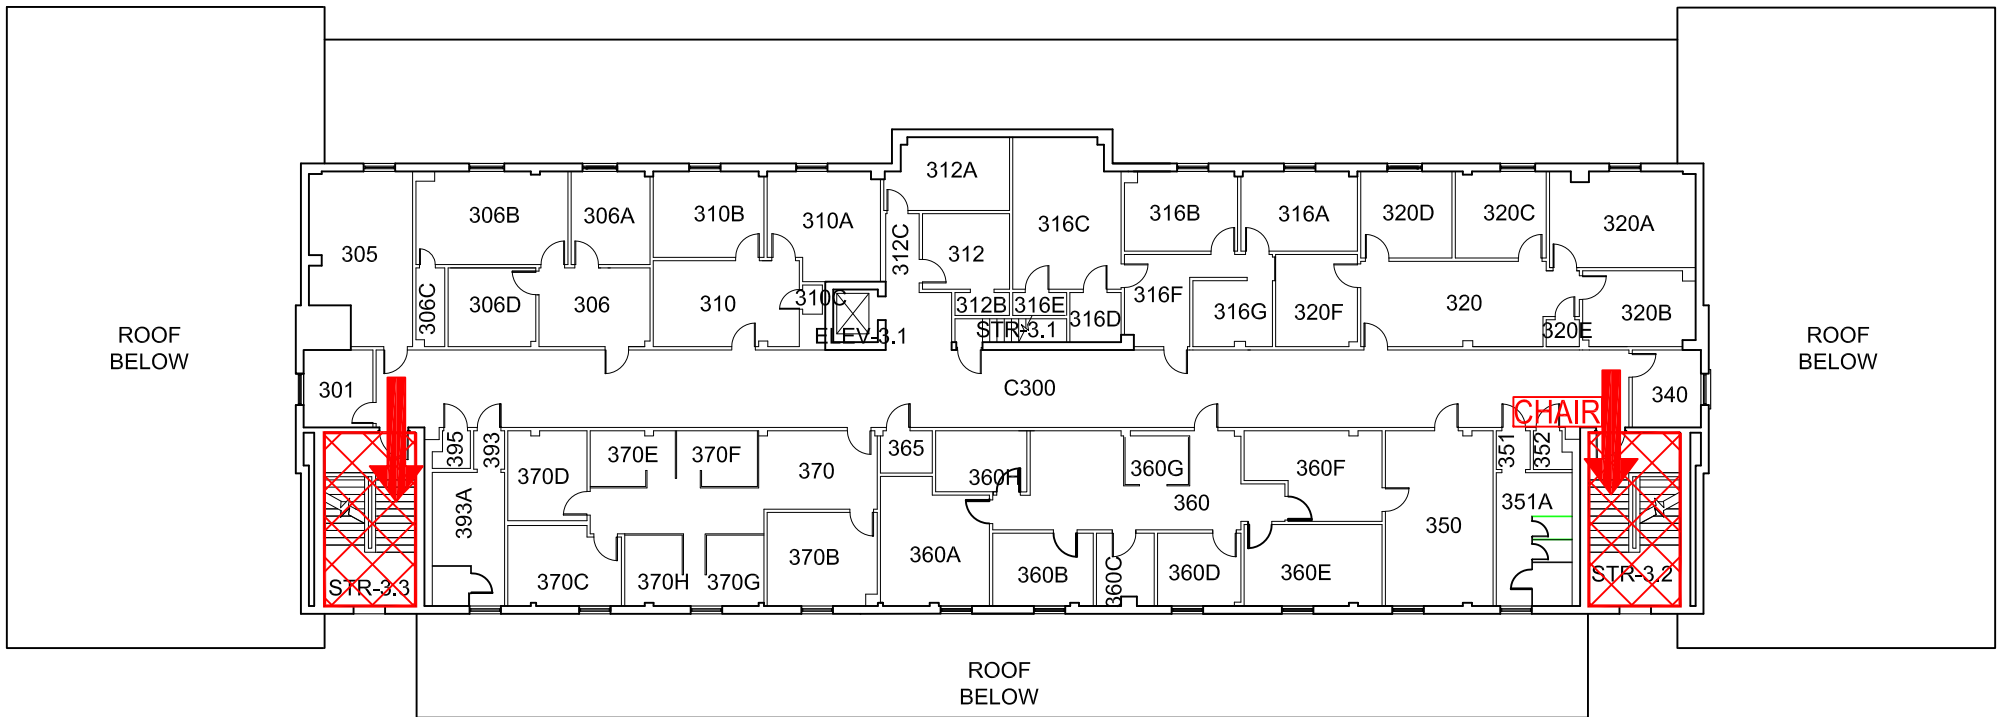 312A
306B
306A
310B
310A
316C
316B
316A
320D
320C
320A
305
312C
312
306C
306D
306
310
310C
312B
316E
316D
316F
316G
320F
320
320E
320B
ELEV-3.1
STR-3.1
ROOF
BELOW
ROOF
BELOW
301
C300
340
CHAIR
395
393
370D
370E
370F
370
365
360H
360G
360F
351
352
393A
360
350
351A
370C
370H
370G
370B
360A
360B
360C
360D
360E
STR-3.3
STR-3.2
ROOF
BELOW